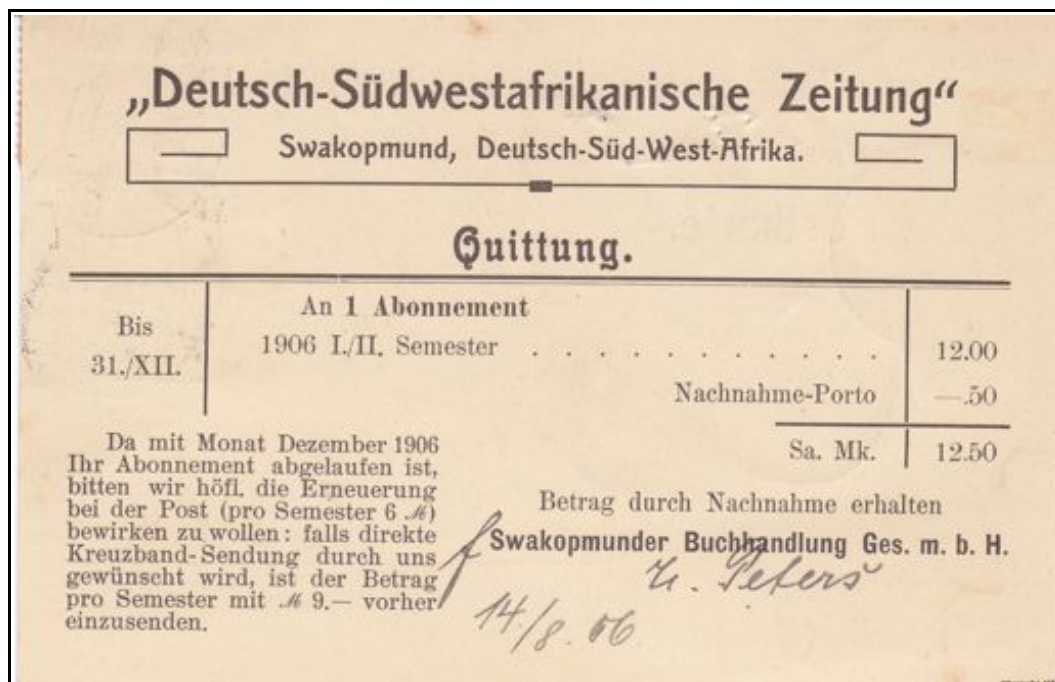 „Deutsch-Südwestafrikanische Zeitung“
Swakopmund, Deutsch-Süd-West-Afrika.
Quittung.
Bis
31./XII.
An 1 Abonnement
1906 I./II. Semester . . . . . . . . . . . 12.00
Nachnahme-Porto —.50
Sa. Mk. 12.50
Da mit Monat Dezember 1906
Ihr Abonnement abgelaufen ist,
bitten wir höfl. die Erneuerung
bei der Post (pro Semester 6 ℳ)
bewirken zu wollen: falls direkte
Kreuzband-Sendung durch uns
gewünscht wird, ist der Betrag
pro Semester mit ℳ 9.— vorher
einzusenden.
Betrag durch Nachnahme erhalten
f Swakopmunder Buchhandlung Ges. m. b. H.
Peters
14./8. 06